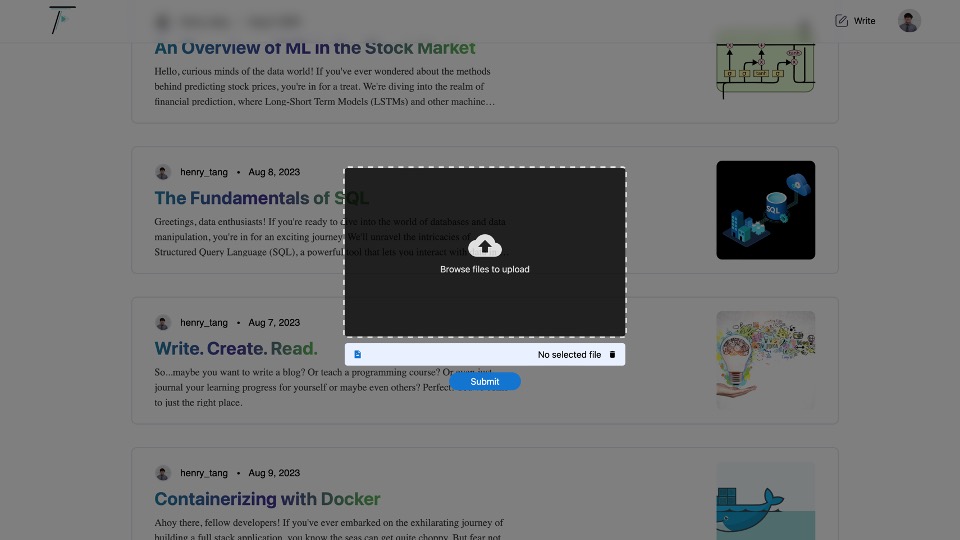 Write
An Overview of ML in the Stock Market
Hello, curious minds of the data world! If you've ever wondered about the methods
behind predicting stock prices, you're in for a treat. We're diving into the realm of
financial prediction, where Long-Short Term Models (LSTMs) and other machine...
henry_tang • Aug 8, 2023
The Fundamentals of SQL
Greetings, data enthusiasts! If you're ready to dive into the world of databases and data
manipulation, you're in for an exciting journey! We'll unravel the intricacies of
Structured Query Language (SQL), a powerful tool that lets you interact
SQL
Browse files to upload
No selected file
Submit
henry_tang • Aug 7, 2023
Write. Create. Read.
So...maybe you want to write a blog? Or teach a programming course? Or even just
journal your learning progress for yourself or maybe even others? Perfect!
to just the right place.
henry_tang • Aug 9, 2023
Containerizing with Docker
Ahoy there, fellow developers! If you've ever embarked on the exhilarating journey of
building a full stack application, you know the seas can get quite choppy. But fear not,